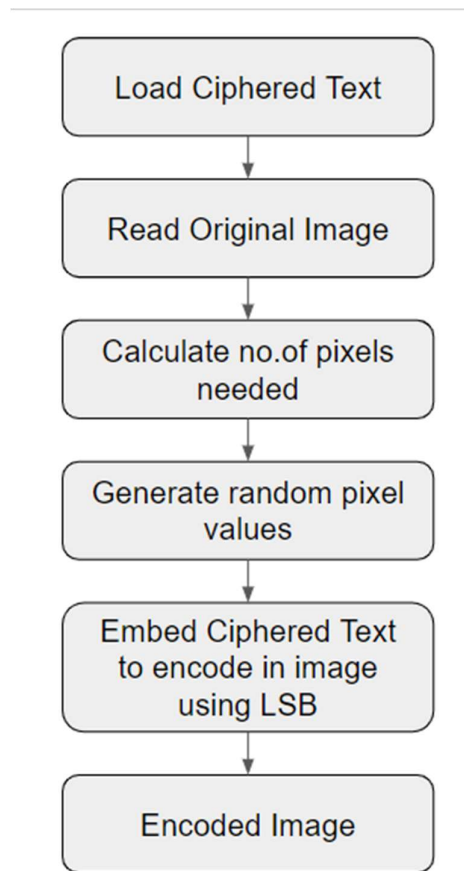 Load Ciphered Text
Read Original Image
Calculate no.of pixels
needed
Generate random pixel
values
Embed Ciphered Text
to encode in image
using LSB
Encoded Image